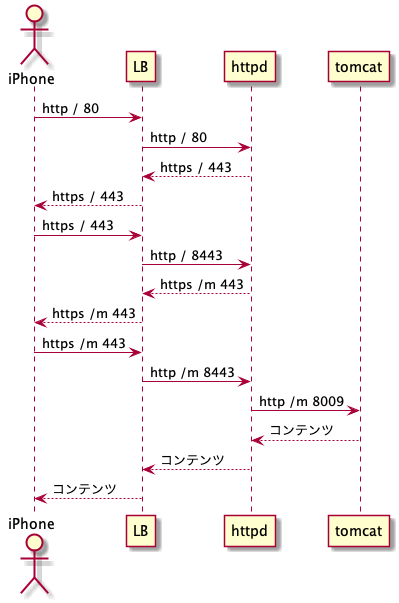 iPhone
LB
httpd
tomcat
http / 80
http / 80
https / 443
https / 443
https / 443
http / 8443
https /m 443
https /m 443
https /m 443
http /m 8443
http /m 8009
コンテンツ
コンテンツ
コンテンツ
iPhone
LB
httpd
tomcat